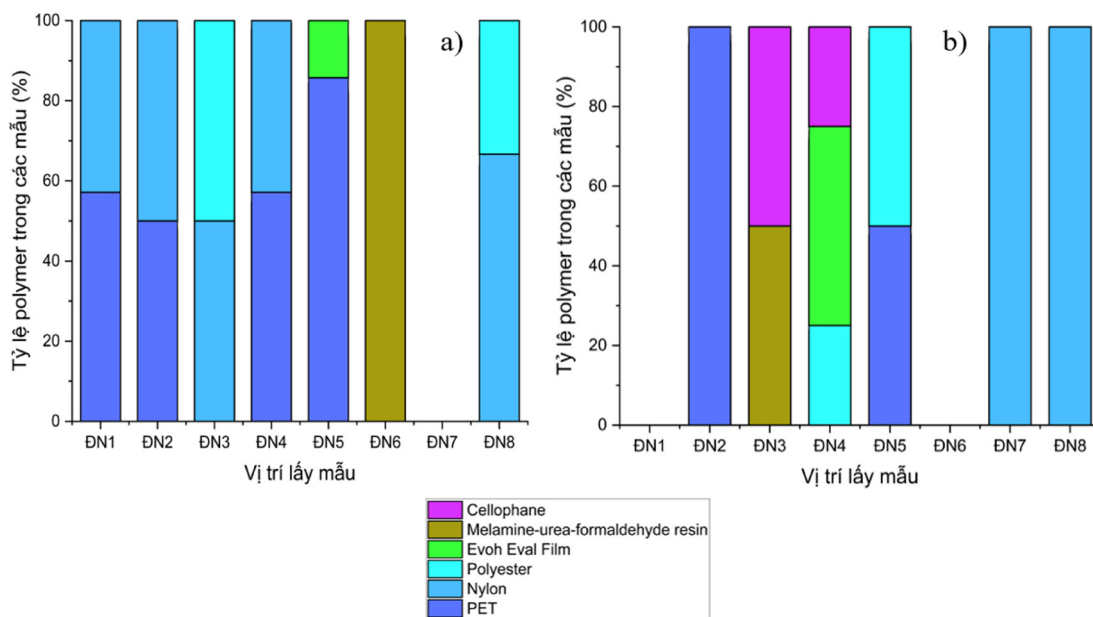 a)
Tỷ lệ polymer trong các mẫu (%)
100
80
60
40
20
0
ĐN1 ĐN2 ĐN3 ĐN4 ĐN5 ĐN6 ĐN7 ĐN8
Vị trí lấy mẫu
b)
Tỷ lệ polymer trong các mẫu (%)
100
80
60
40
20
0
ĐN1 ĐN2 ĐN3 ĐN4 ĐN5 ĐN6 ĐN7 ĐN8
Vị trí lấy mẫu
Cellophane
Melamine-urea-formaldehyde resin
Evoh Eval Film
Polyester
Nylon
PET